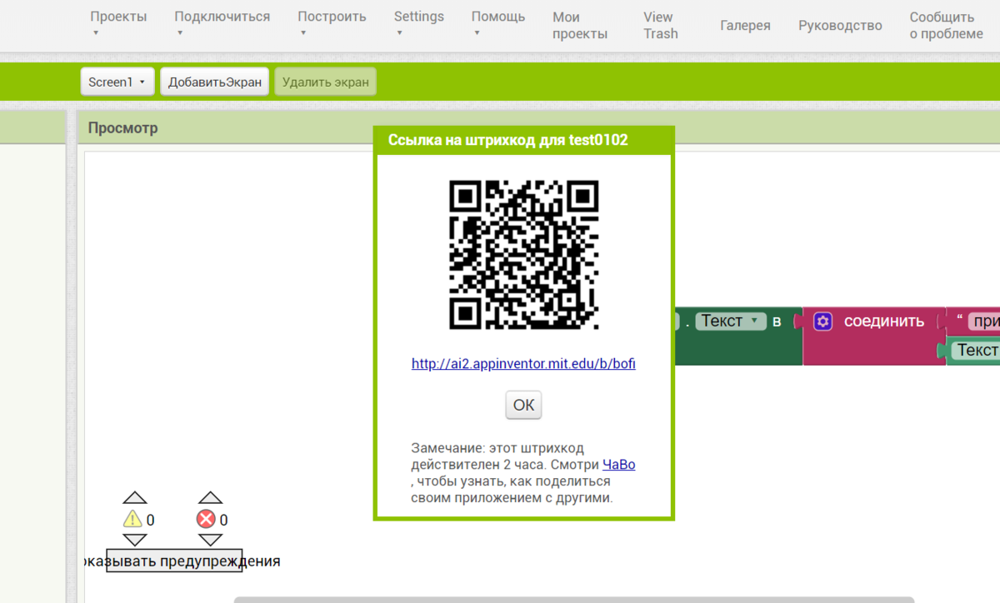 Проекты
Подключиться
Построить
Settings
Помощь
Мои
проекты
View
Trash
Галерея
Руководство
Сообщить
о проблеме
Screen1
ДобавитьЭкран
Удалить экран
Просмотр
Ссылка на штрихкод для test0102
http://ai2.appinventor.mit.edu/b/bofi
ОК
Замечание: этот штрихкод
действителен 2 часа. Смотри ЧаВо
, чтобы узнать, как поделиться
своим приложением с другими.
. Текст в
соединить
“ при
Текст
0
0
оказывать предупреждения